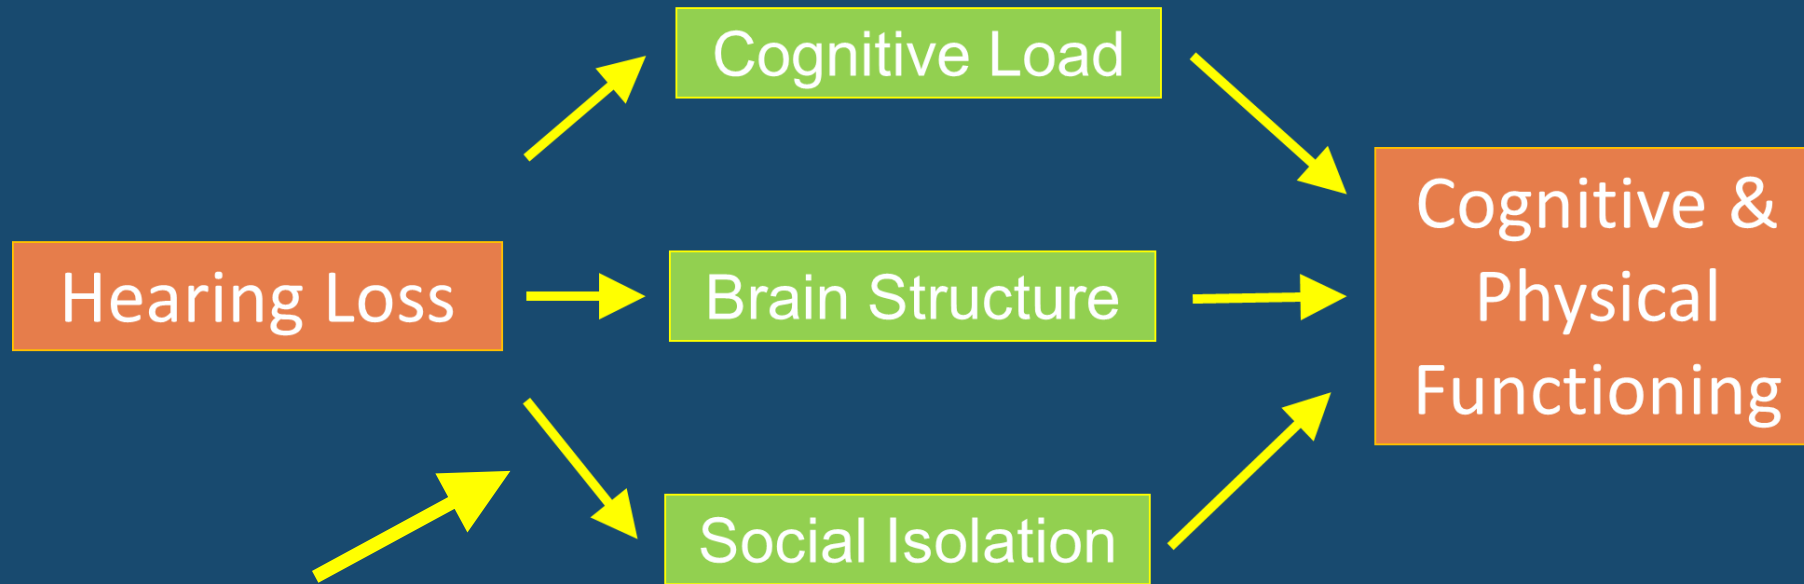 Cognitive Load
Hearing Loss
Brain Structure
Social Isolation
Cognitive &
Physical
Functioning